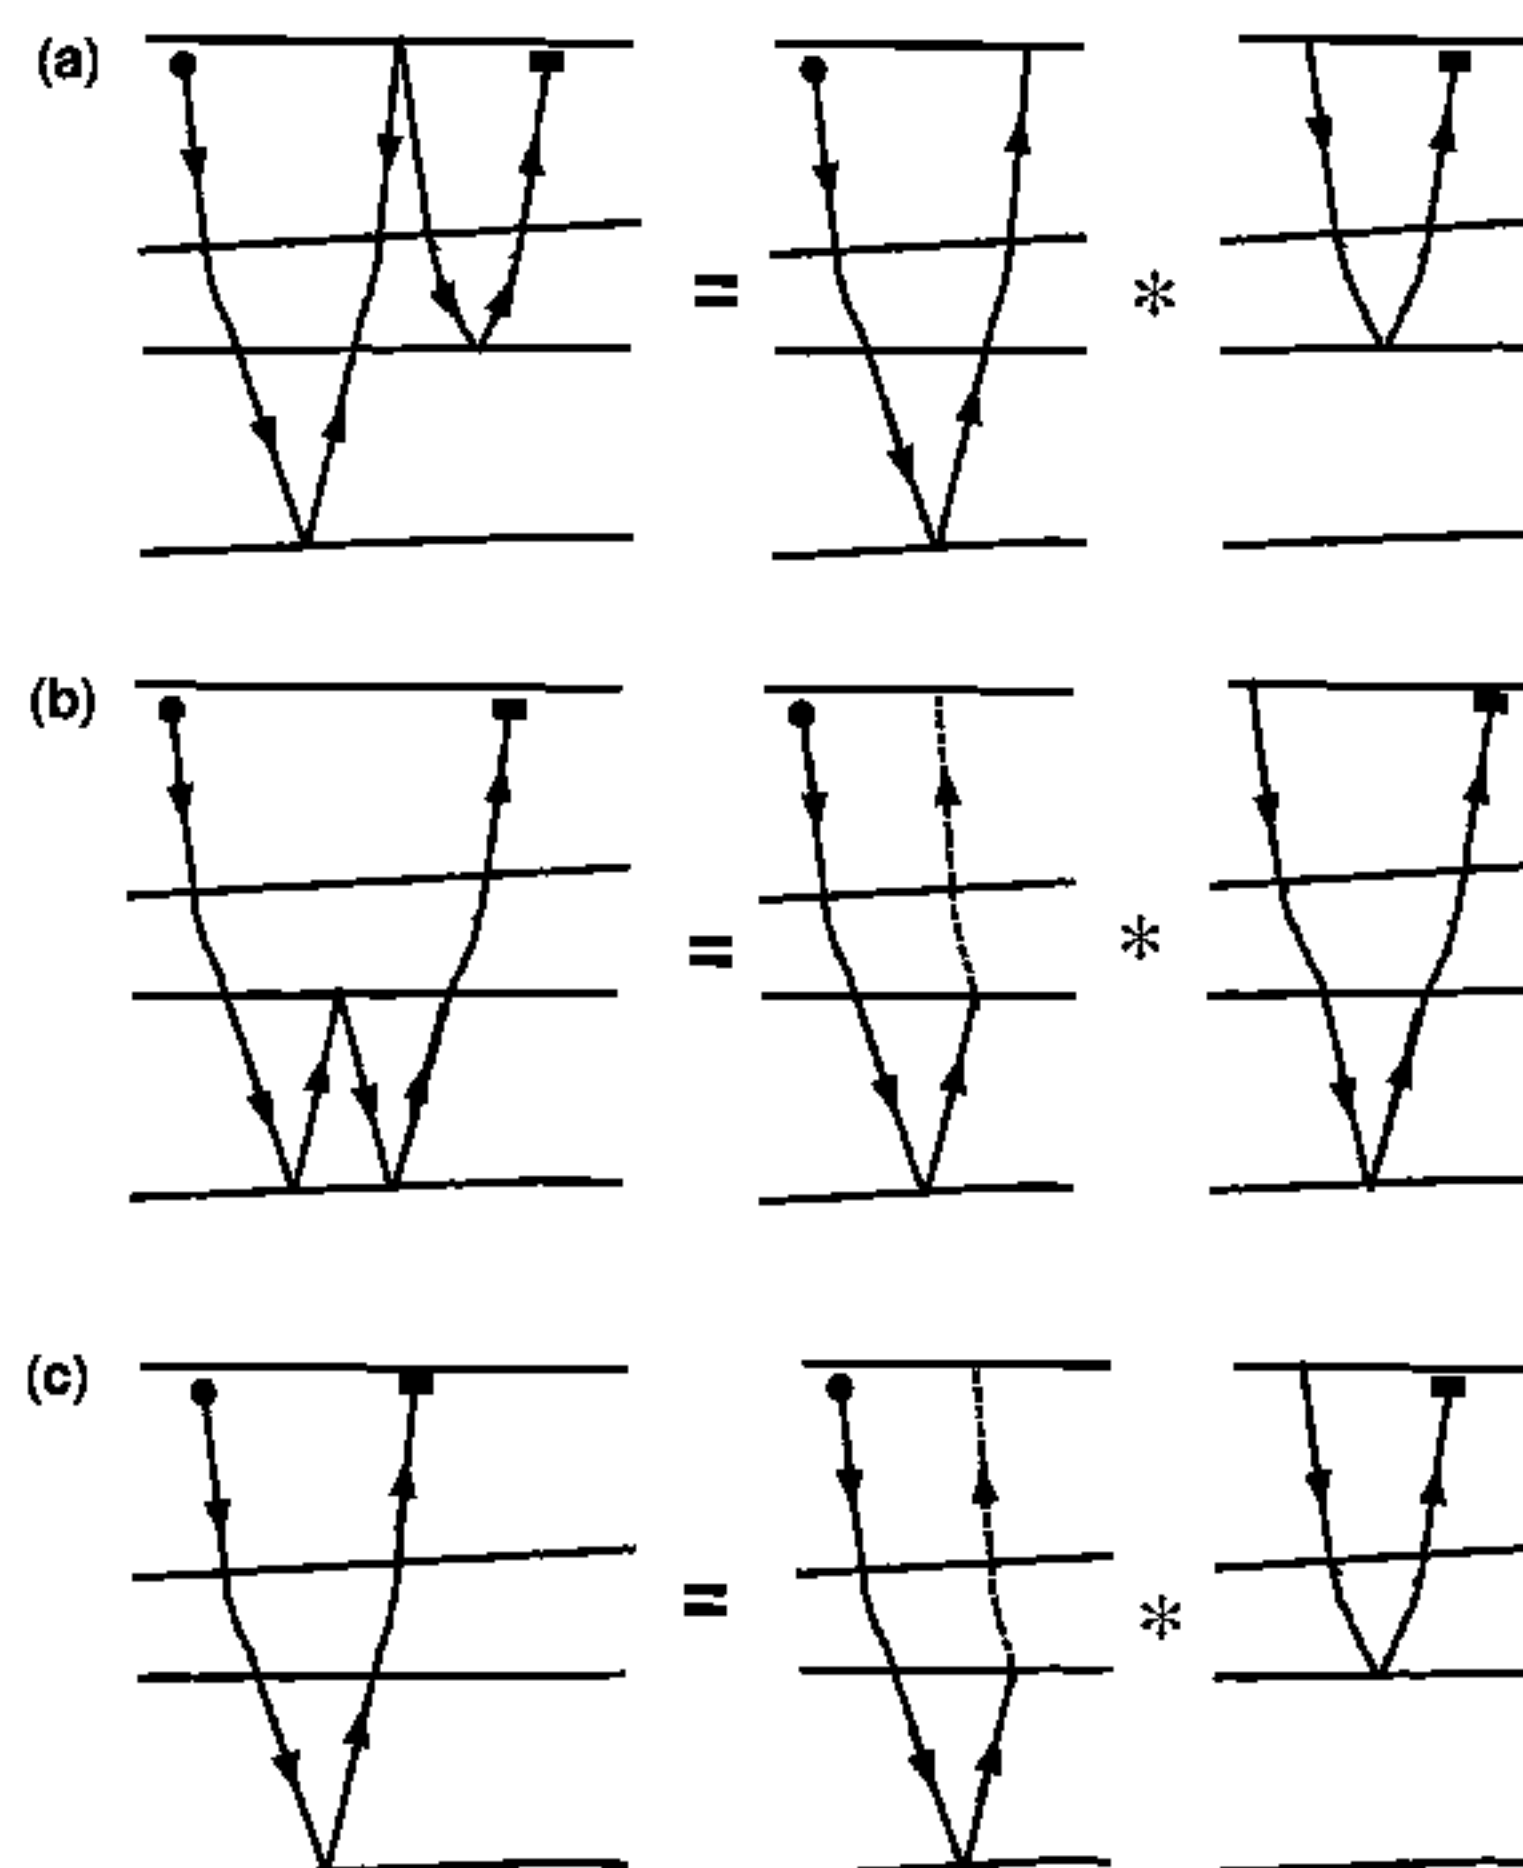 (a)
= *
(b)
= *
(c)
= *